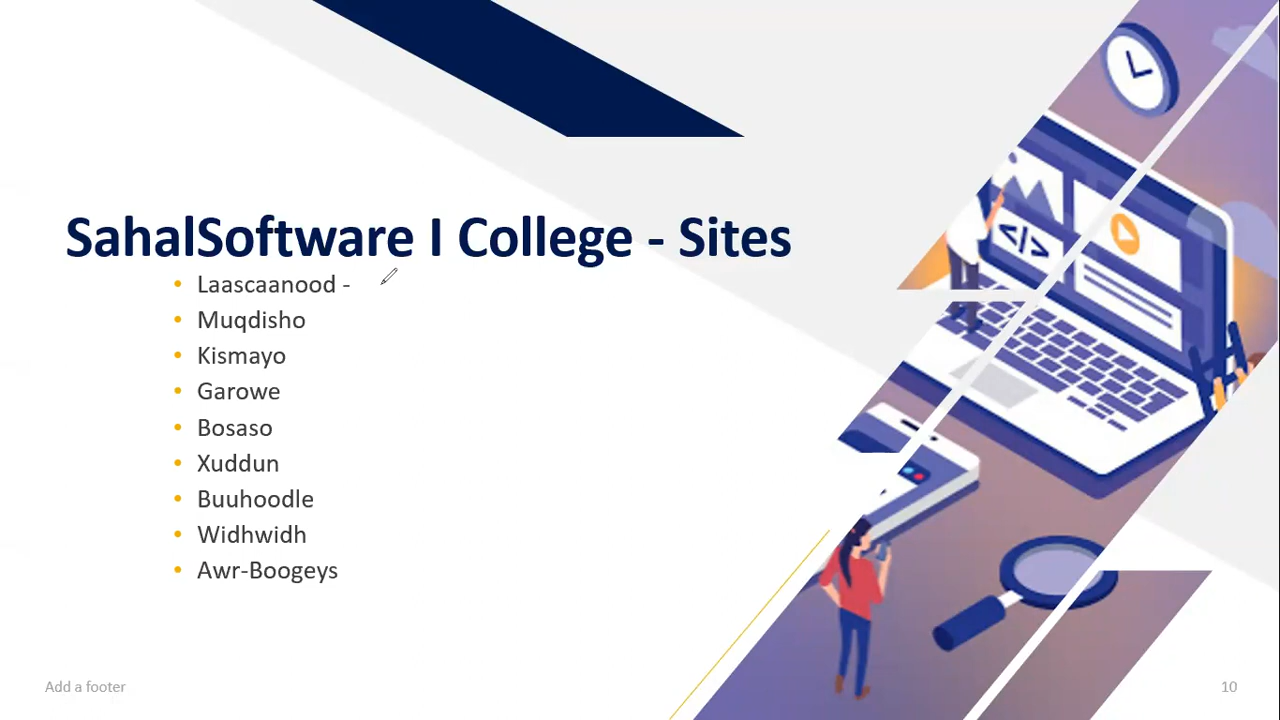 SahalSoftware I College - Sites
• Laascaanood -
• Muqdisho
• Kismayo
• Garowe
• Bosaso
• Xuddun
• Buuhoodle
• Widhwidh
• Awr-Boogeys
</>
Add a footer
10